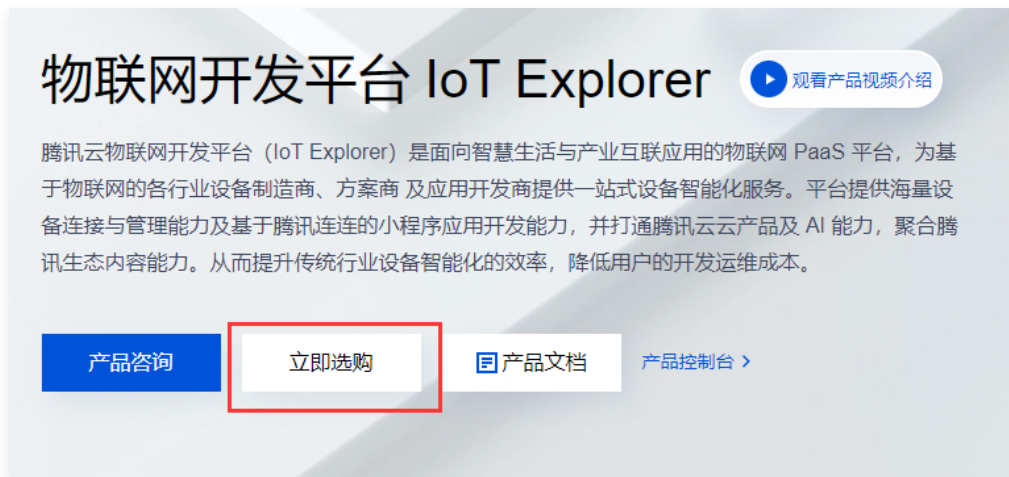 物联网开发平台 IoT Explorer
观看产品视频介绍
腾讯云物联网开发平台（IoT Explorer）是面向智慧生活与产业互联应用的物联网 PaaS 平台，为基
于物联网的各行业设备制造商、方案商 及应用开发商提供一站式设备智能化服务。平台提供海量设
备连接与管理能力及基于腾讯连连的小程序应用开发能力，并打通腾讯云云产品及 AI 能力，聚合腾
讯生态内容能力。从而提升传统行业设备智能化的效率，降低用户的开发运维成本。
产品咨询
立即选购
产品文档
产品控制台